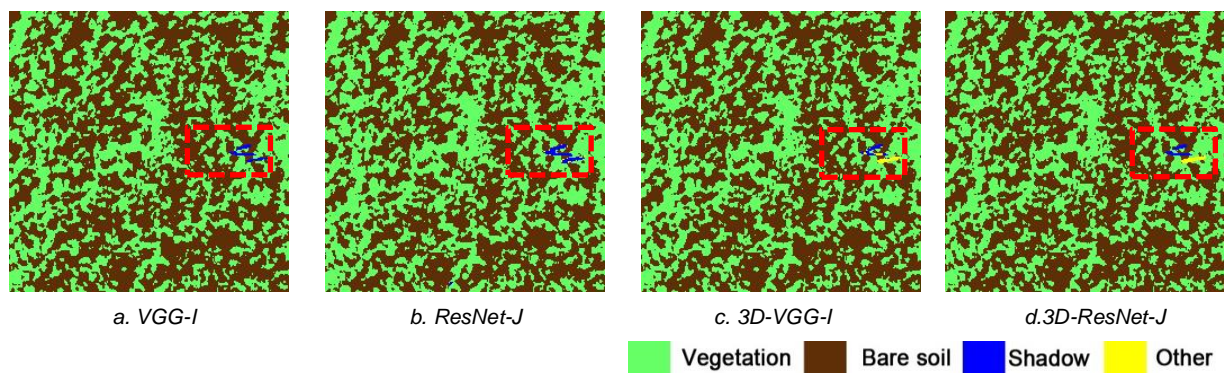 a. VGG-I
b. ResNet-J
c. 3D-VGG-I
d.3D-ResNet-J
Vegetation
Bare soil
Shadow
Other